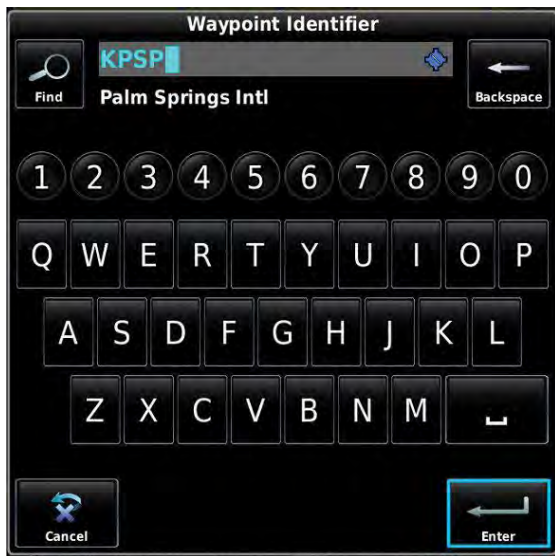 Waypoint Identifier
KPSP
Find
Palm Springs Intl
Backspace
1 2 3 4 5 6 7 8 9 0
Q W E R T Y U I O P
A S D F G H J K L
Z X C V B N M
Cancel
Enter